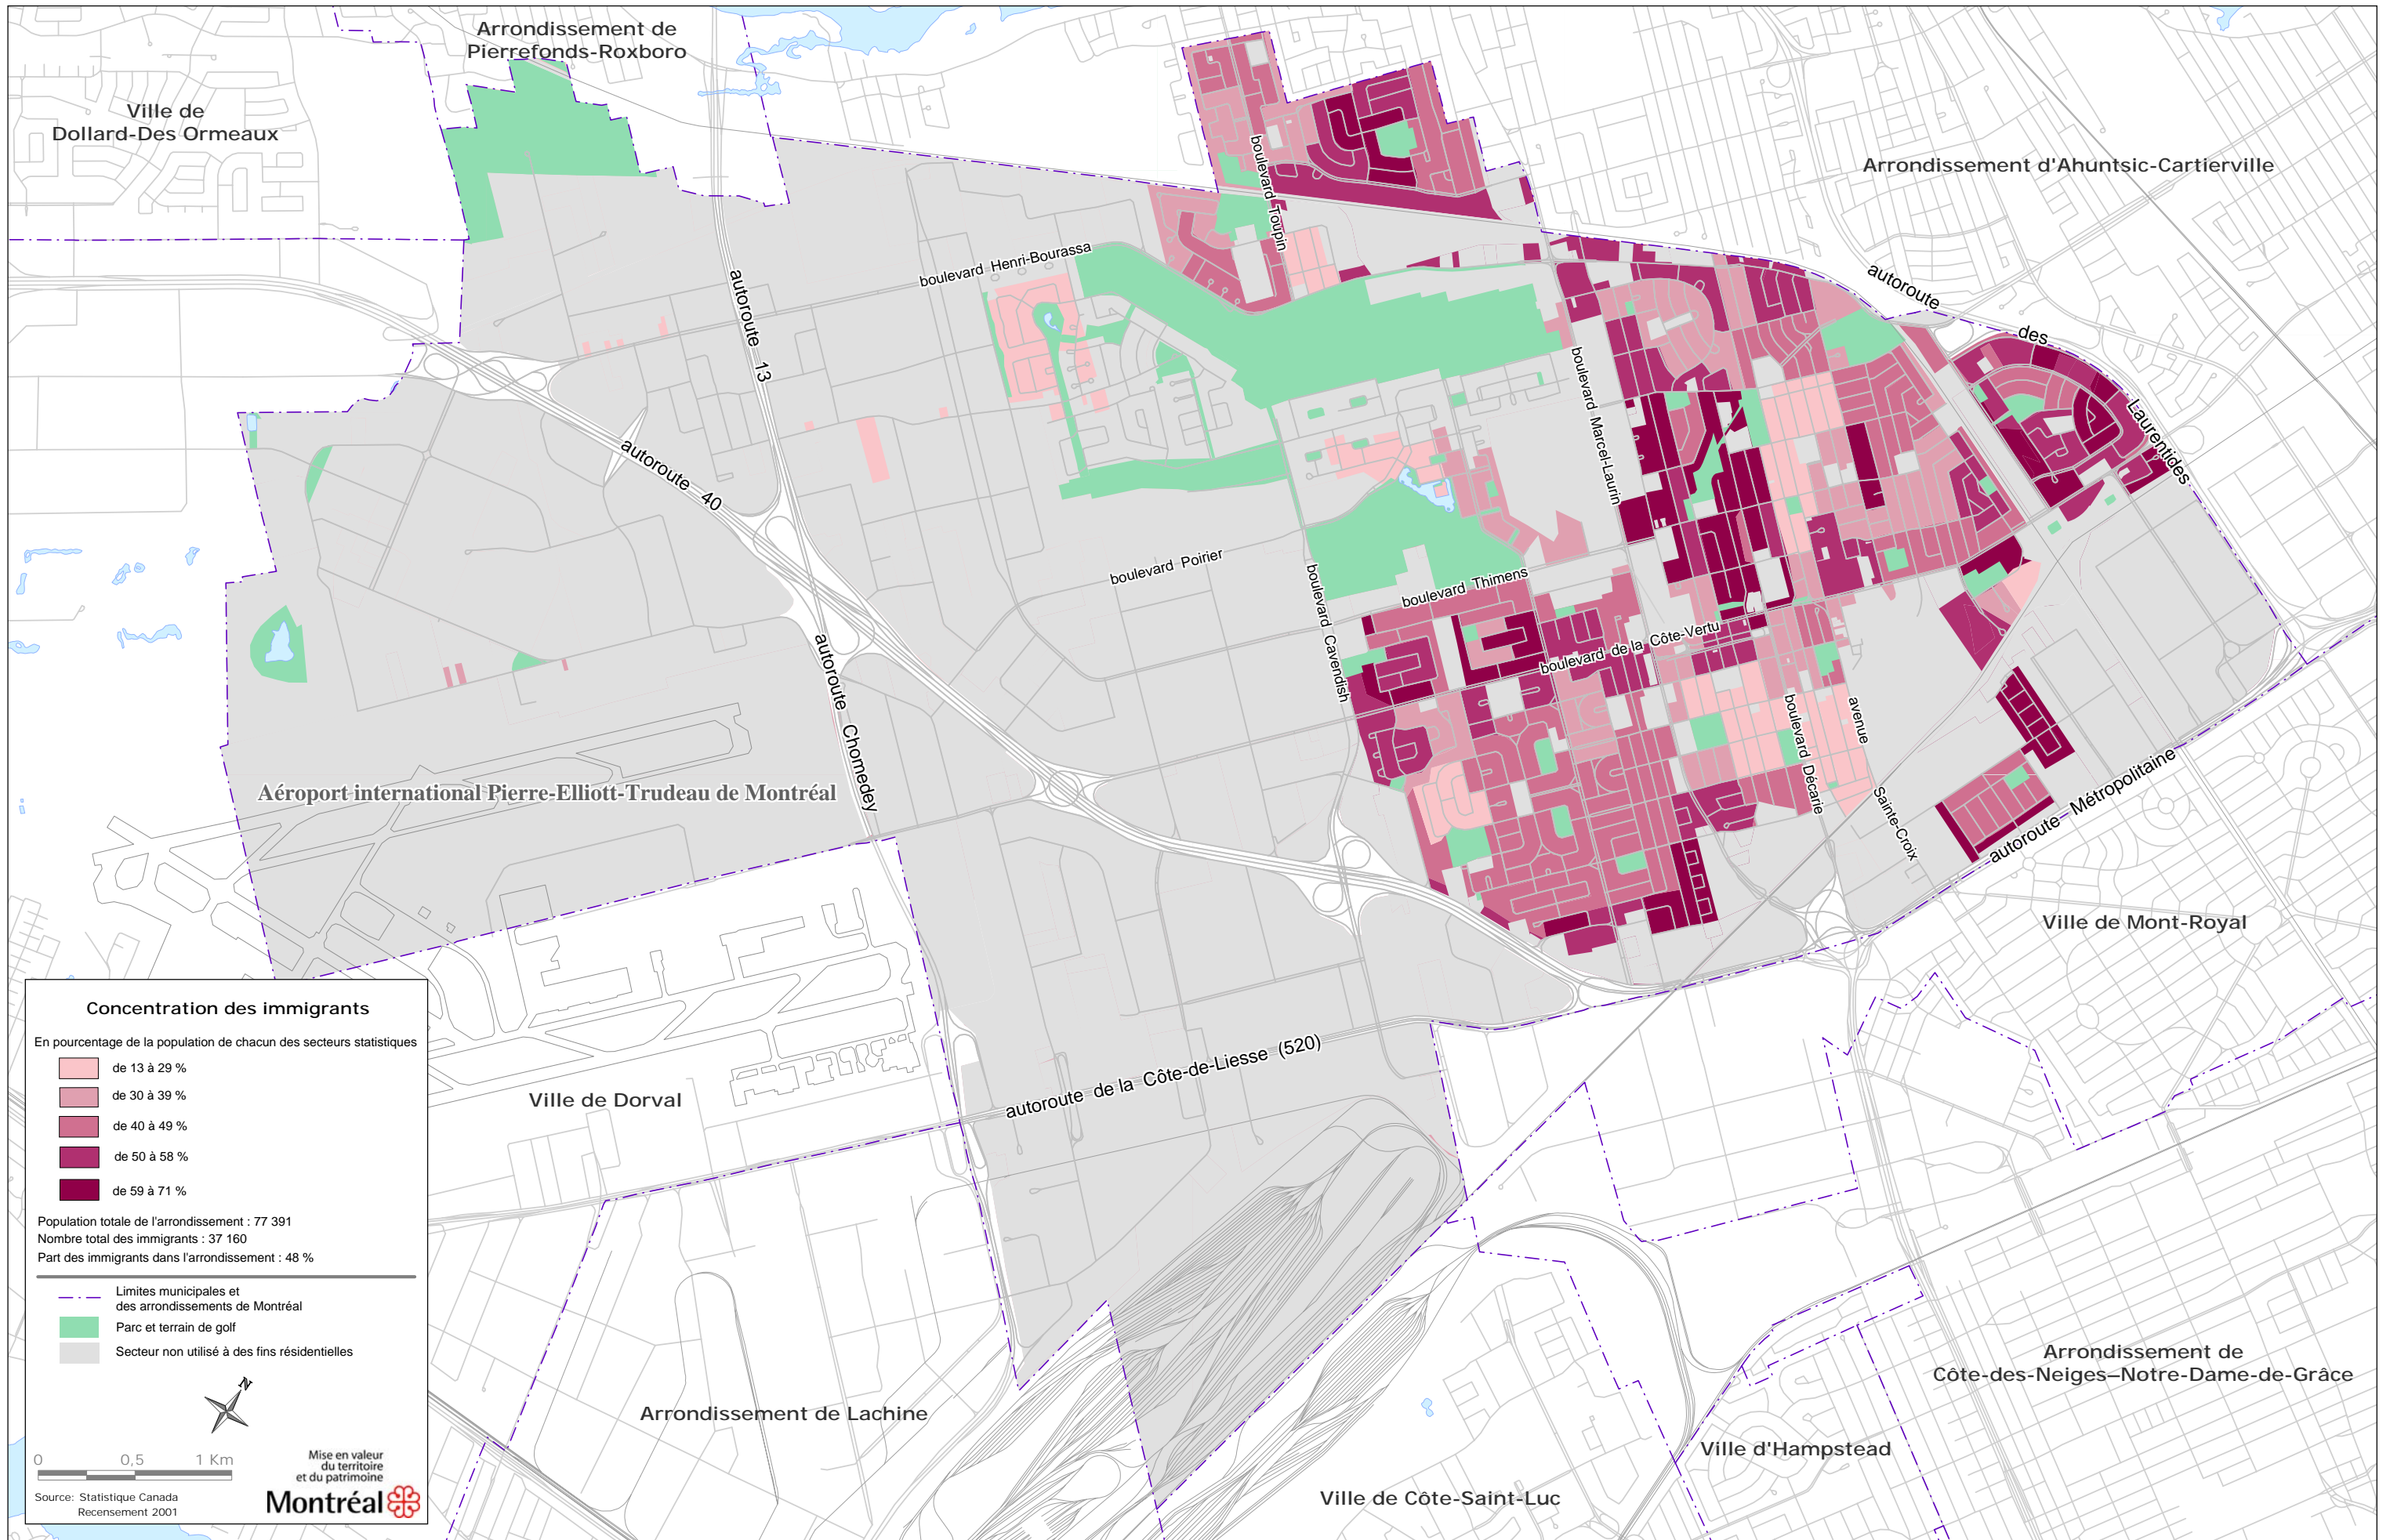 Arrondissement de
Pierrefonds-Roxboro
Ville de
Dollard-Des Ormeaux
Arrondissement d'Ahuntsic-Cartierville
boulevard Toupin
boulevard Henri-Bourassa
autoroute 13
autoroute
des
Laurentides
boulevard Marcel-Laurin
autoroute 40
boulevard Poirier
boulevard Thimens
boulevard Cavendish
boulevard de la Côte-Vertu
autoroute Chomedey
boulevard Décarie
avenue
Sainte-Croix
autoroute Métropolitaine
Aéroport international Pierre-Elliott-Trudeau de Montréal
Ville de Mont-Royal
autoroute de la Côte-de-Liesse (520)
Ville de Dorval
Arrondissement de Lachine
Arrondissement de
Côte-des-Neiges–Notre-Dame-de-Grâce
Ville d'Hampstead
Ville de Côte-Saint-Luc
Concentration des immigrants
En pourcentage de la population de chacun des secteurs statistiques
de 13 à 29 %
de 30 à 39 %
de 40 à 49 %
de 50 à 58 %
de 59 à 71 %
Population totale de l'arrondissement : 77 391
Nombre total des immigrants : 37 160
Part des immigrants dans l'arrondissement : 48 %
Limites municipales et
des arrondissements de Montréal
Parc et terrain de golf
Secteur non utilisé à des fins résidentielles
N
0 0,5 1 Km
Mise en valeur
du territoire
et du patrimoine
Montréal
Source: Statistique Canada
Recensement 2001